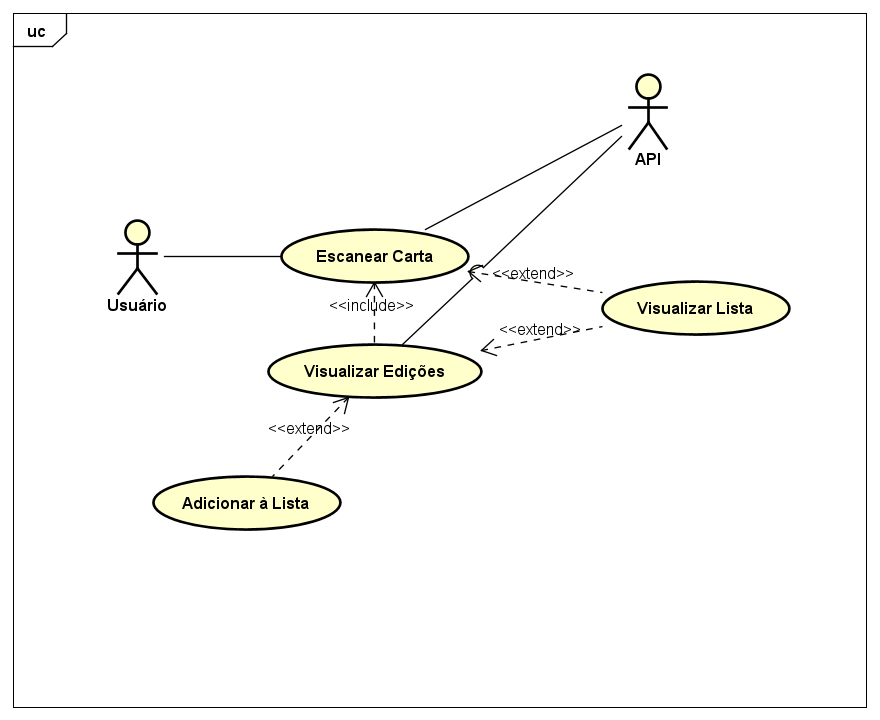 uc
API
Escanear Carta
Usuário
<<extend>>
<<include>>
Visualizar Lista
<<extend>>
Visualizar Edições
<<extend>>
Adicionar à Lista